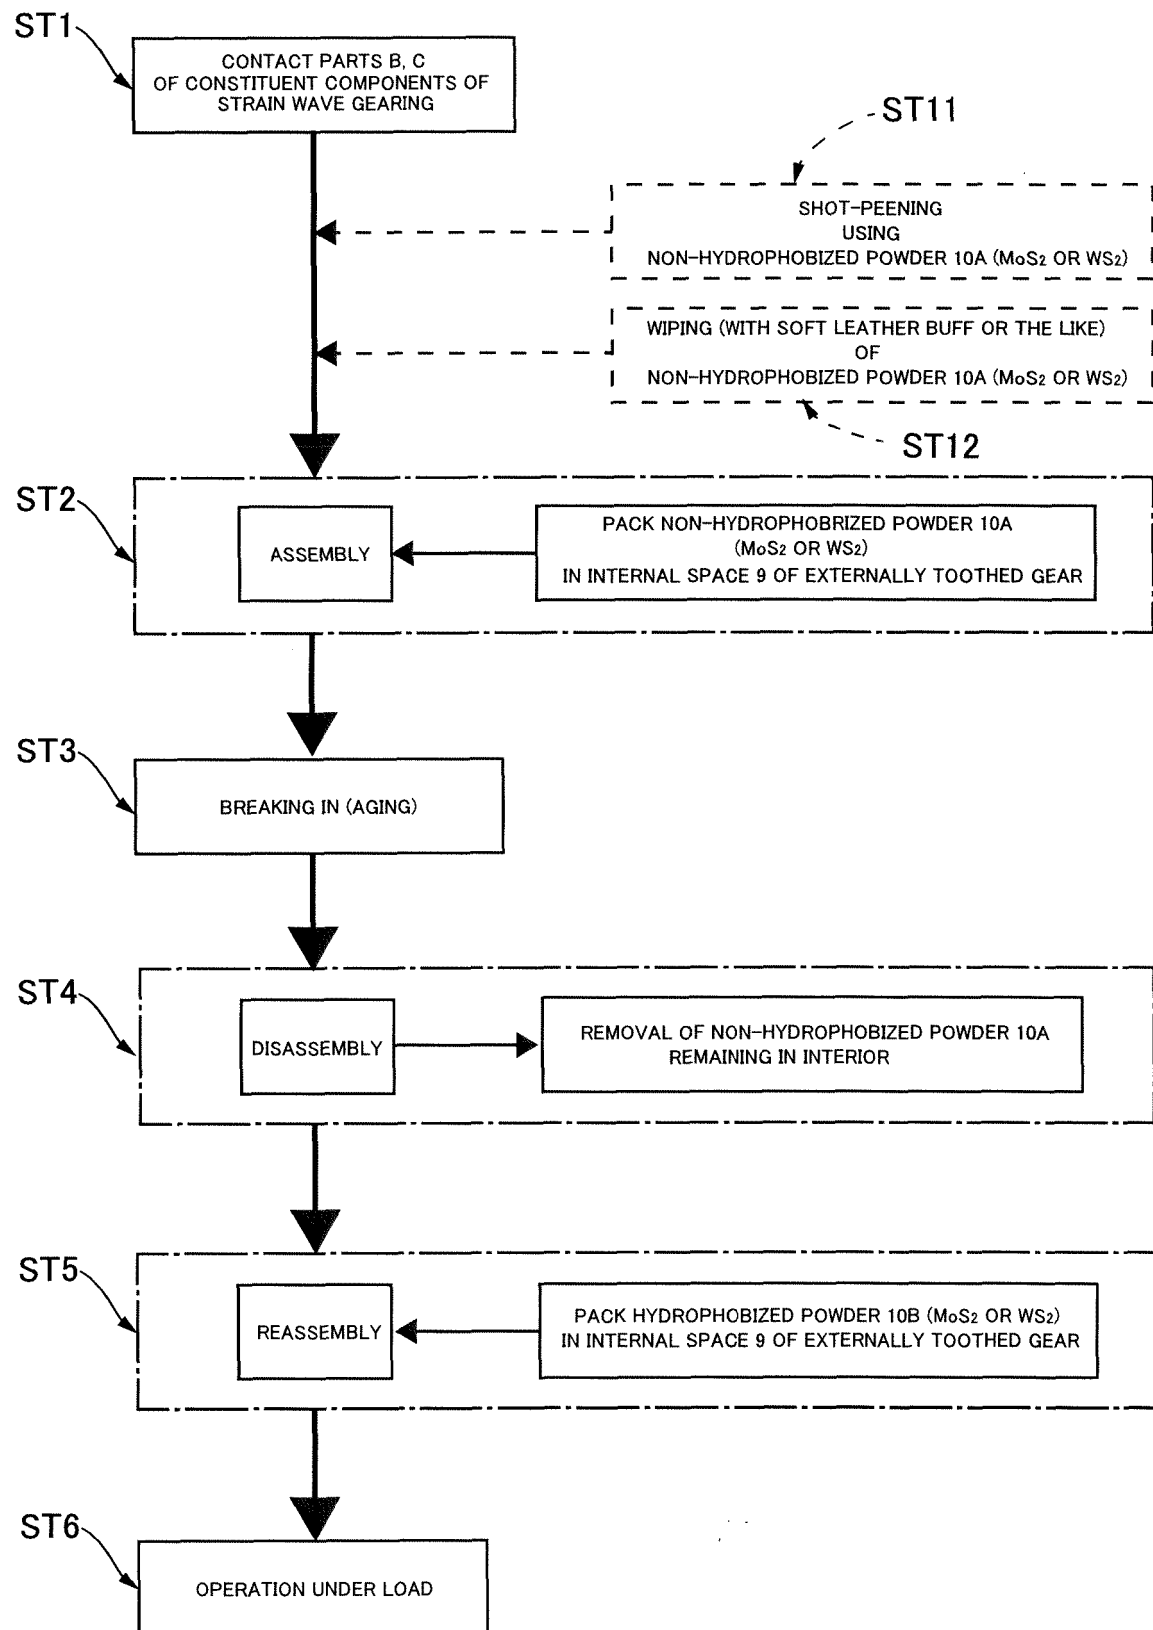 ST1
CONTACT PARTS B, C
OF CONSTITUENT COMPONENTS OF
STRAIN WAVE GEARING
ST11
SHOT-PEENING
USING
NON-HYDROPHOBIZED POWDER 10A (MoS2 OR WS2)
WIPING (WITH SOFT LEATHER BUFF OR THE LIKE)
OF
NON-HYDROPHOBIZED POWDER 10A (MoS2 OR WS2)
ST12
ST2
ASSEMBLY
PACK NON-HYDROPHOBRIZED POWDER 10A
(MoS2 OR WS2)
IN INTERNAL SPACE 9 OF EXTERNALLY TOOTHED GEAR
ST3
BREAKING IN (AGING)
ST4
DISASSEMBLY
REMOVAL OF NON-HYDROPHOBIZED POWDER 10A
REMAINING IN INTERIOR
ST5
REASSEMBLY
PACK HYDROPHOBIZED POWDER 10B (MoS2 OR WS2)
IN INTERNAL SPACE 9 OF EXTERNALLY TOOTHED GEAR
ST6
OPERATION UNDER LOAD